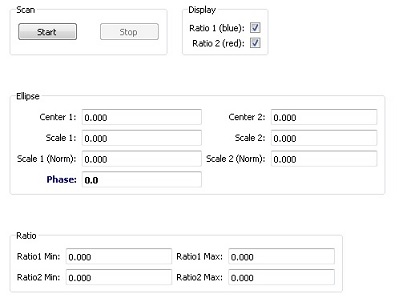 Scan
Start Stop
Display
Ratio 1 (blue):
Ratio 2 (red):
Ellipse
Center 1: 0.000 Center 2: 0.000
Scale 1: 0.000 Scale 2: 0.000
Scale 1 (Norm): 0.000 Scale 2 (Norm): 0.000
Phase: 0.0
Ratio
Ratio1 Min: 0.000 Ratio1 Max: 0.000
Ratio2 Min: 0.000 Ratio2 Max: 0.000